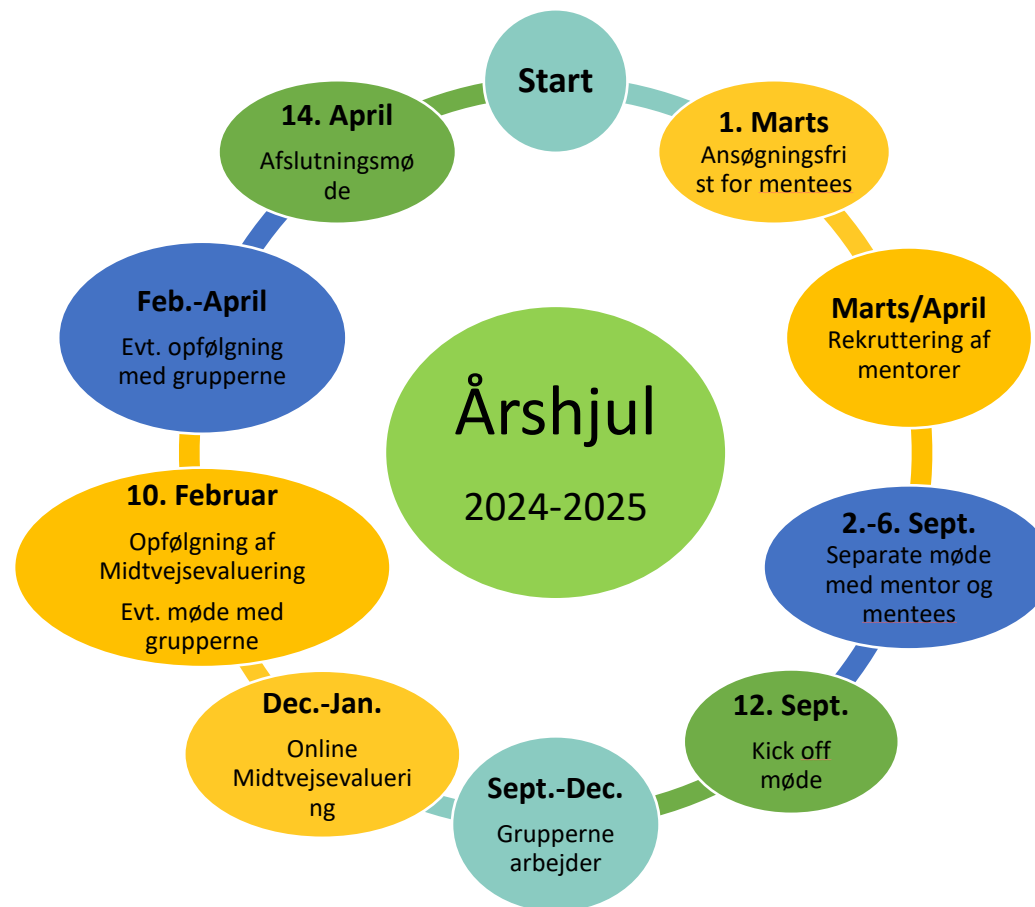 Start
1. Marts
Ansøgningsfri
st for mentees
Marts/April
Rekruttering af
mentorer
2.-6. Sept.
Separate møde
med mentor og
mentees
12. Sept.
Kick off
møde
Sept.-Dec.
Grupperne
arbejder
Dec.-Jan.
Online
Midtvejsevalueri
ng
10. Februar
Opfølgning af
Midtvejsevaluering
Evt. møde med
grupperne
Feb.-April
Evt. opfølgning
med grupperne
14. April
Afslutningsmø
de
Årshjul
2024-2025